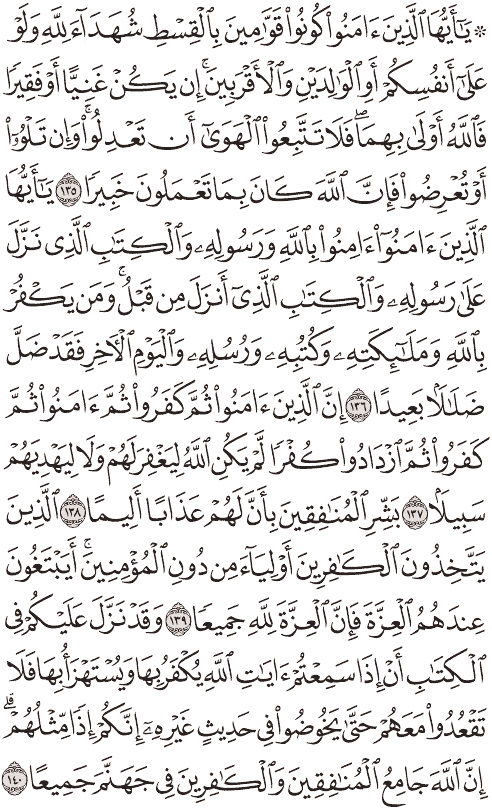 ۞ يَٰٓأَيُّهَا ٱلَّذِينَ ءَامَنُواْ كُونُواْ قَوَّٰمِينَ بِٱلۡقِسۡطِ شُهَدَآءَ لِلَّهِ وَلَوۡ
عَلَىٰٓ أَنفُسِكُمۡ أَوِ ٱلۡوَٰلِدَيۡنِ وَٱلۡأَقۡرَبِينَۚ إِن يَكُنۡ غَنِيًّا أَوۡ فَقِيرٗا
فَٱللَّهُ أَوۡلَىٰ بِهِمَاۖ فَلَا تَتَّبِعُواْ ٱلۡهَوَىٰٓ أَن تَعۡدِلُواْۚ وَإِن تَلۡوُۥٓاْ
أَوۡ تُعۡرِضُواْ فَإِنَّ ٱللَّهَ كَانَ بِمَا تَعۡمَلُونَ خَبِيرٗا ١٣٥ يَٰٓأَيُّهَا
ٱلَّذِينَ ءَامَنُوٓاْ ءَامِنُواْ بِٱللَّهِ وَرَسُولِهِۦ وَٱلۡكِتَٰبِ ٱلَّذِي نَزَّلَ
عَلَىٰ رَسُولِهِۦ وَٱلۡكِتَٰبِ ٱلَّذِيٓ أَنزَلَ مِن قَبۡلُۚ وَمَن يَكۡفُرۡ
بِٱللَّهِ وَمَلَٰٓئِكَتِهِۦ وَكُتُبِهِۦ وَرُسُلِهِۦ وَٱلۡيَوۡمِ ٱلۡأٓخِرِ فَقَدۡ ضَلَّ
ضَلَٰلَۢا بَعِيدًا ١٣٦ إِنَّ ٱلَّذِينَ ءَامَنُواْ ثُمَّ كَفَرُواْ ثُمَّ ءَامَنُواْ ثُمَّ
كَفَرُواْ ثُمَّ ٱزۡدَادُواْ كُفۡرٗا لَّمۡ يَكُنِ ٱللَّهُ لِيَغۡفِرَ لَهُمۡ وَلَا لِيَهۡدِيَهُمۡ
سَبِيلَۢا ١٣٧ بَشِّرِ ٱلۡمُنَٰفِقِينَ بِأَنَّ لَهُمۡ عَذَابًا أَلِيمًا ١٣٨ ٱلَّذِينَ
يَتَّخِذُونَ ٱلۡكَٰفِرِينَ أَوۡلِيَآءَ مِن دُونِ ٱلۡمُؤۡمِنِينَۚ أَيَبۡتَغُونَ
عِندَهُمُ ٱلۡعِزَّةَ فَإِنَّ ٱلۡعِزَّةَ لِلَّهِ جَمِيعٗا ١٣٩ وَقَدۡ نَزَّلَ عَلَيۡكُمۡ فِي
ٱلۡكِتَٰبِ أَنۡ إِذَا سَمِعۡتُمۡ ءَايَٰتِ ٱللَّهِ يُكۡفَرُ بِهَا وَيُسۡتَهۡزَأُ بِهَا فَلَا
تَقۡعُدُواْ مَعَهُمۡ حَتَّىٰ يَخُوضُواْ فِي حَدِيثٍ غَيۡرِهِۦٓ إِنَّكُمۡ إِذٗا مِّثۡلُهُمۡۗ
إِنَّ ٱللَّهَ جَامِعُ ٱلۡمُنَٰفِقِينَ وَٱلۡكَٰفِرِينَ فِي جَهَنَّمَ جَمِيعًا ١٤٠